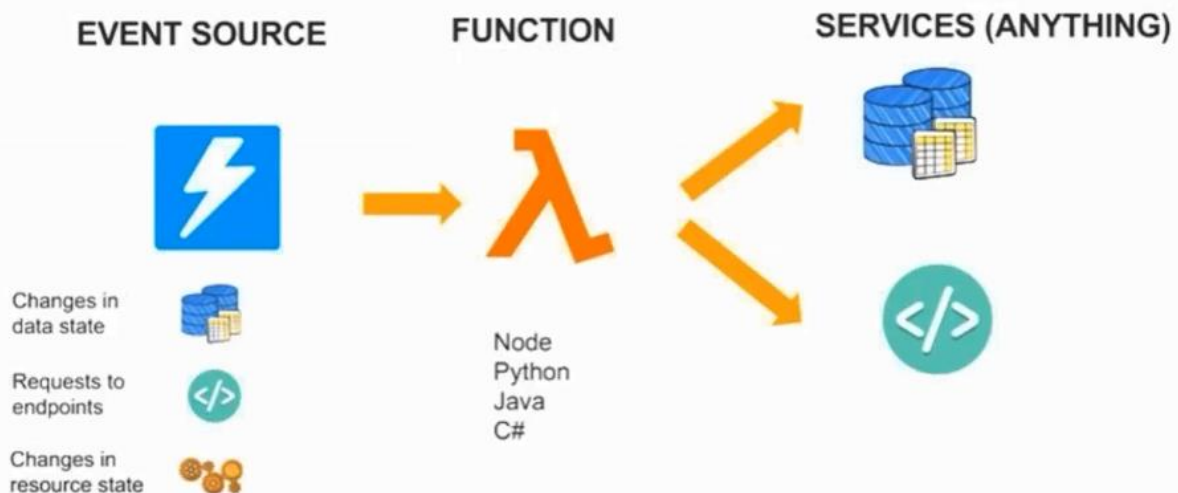 EVENT SOURCE
FUNCTION
SERVICES (ANYTHING)
Changes in
data state
Requests to
endpoints
Changes in
resource state
λ
Node
Python
Java
C#
</>
</>